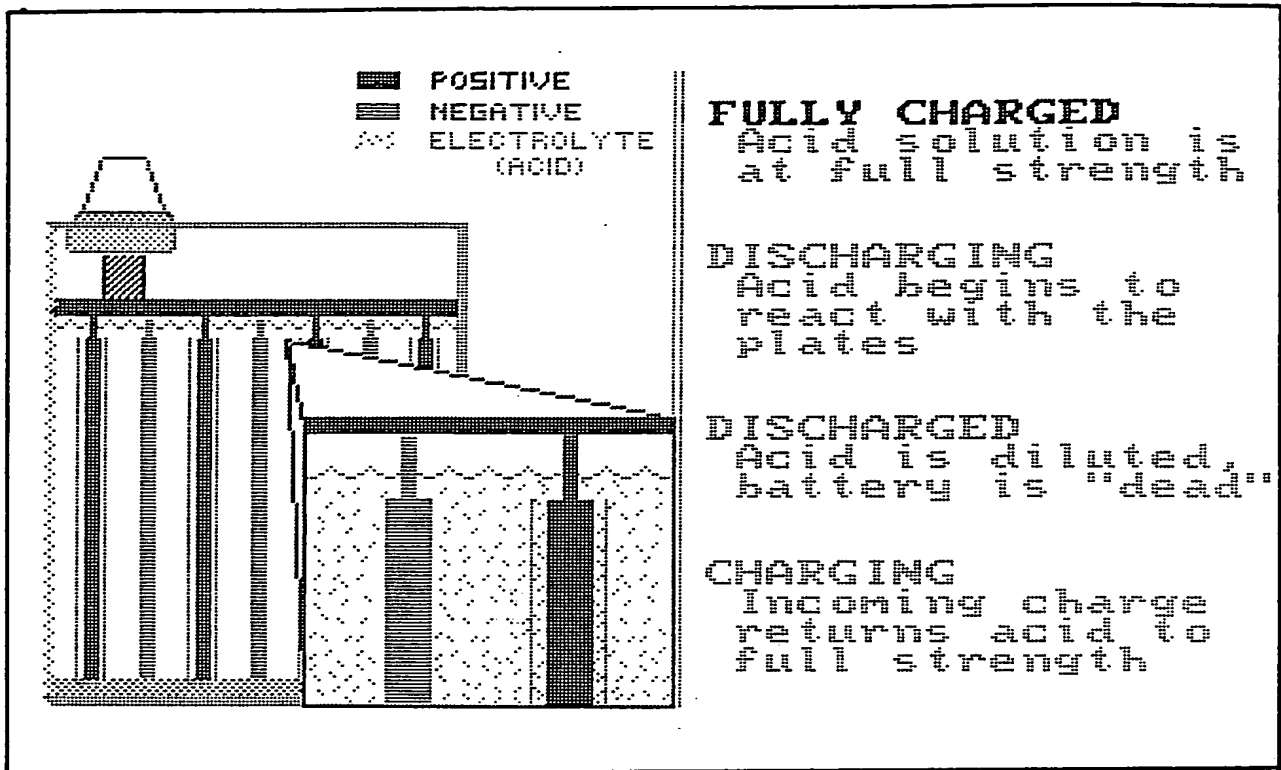 POSITIVE
NEGATIVE
ELECTROLYTE
(ACID)
FULLY CHARGED
Acid solution is
at full strength
DISCHARGING
Acid begins to
react with the
plates
DISCHARGED
Acid is diluted,
battery is "dead"
CHARGING
Incoming charge
returns acid to
full strength